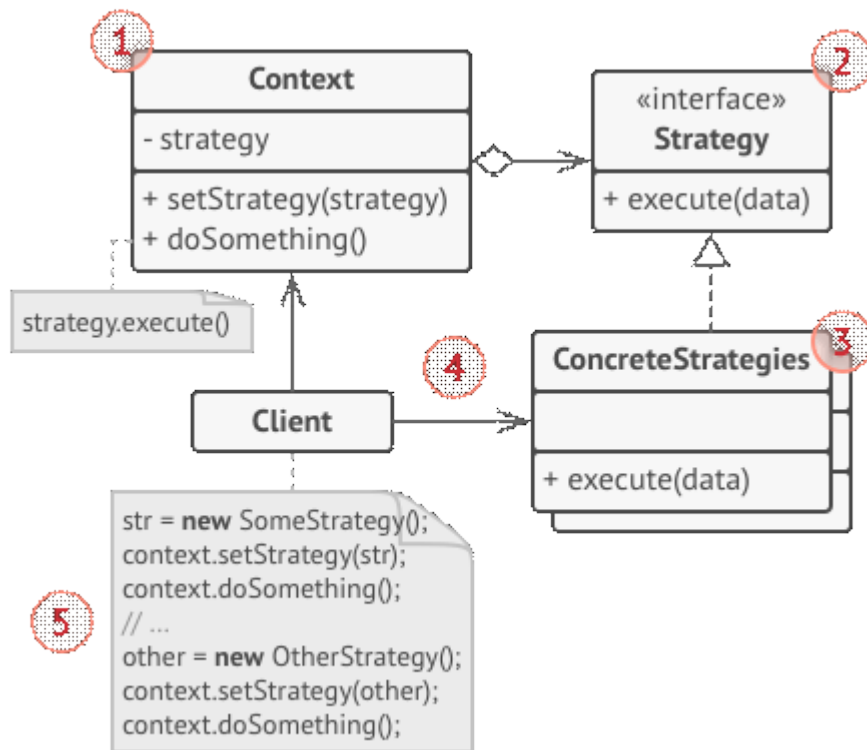 1
Context
- strategy
+ setStrategy(strategy)
+ doSomething()
strategy.execute()
2
«interface»
Strategy
+ execute(data)
3
ConcreteStrategies
+ execute(data)
4
Client
5
str = new SomeStrategy();
context.setStrategy(str);
context.doSomething();
// ...
other = new OtherStrategy();
context.setStrategy(other);
context.doSomething();